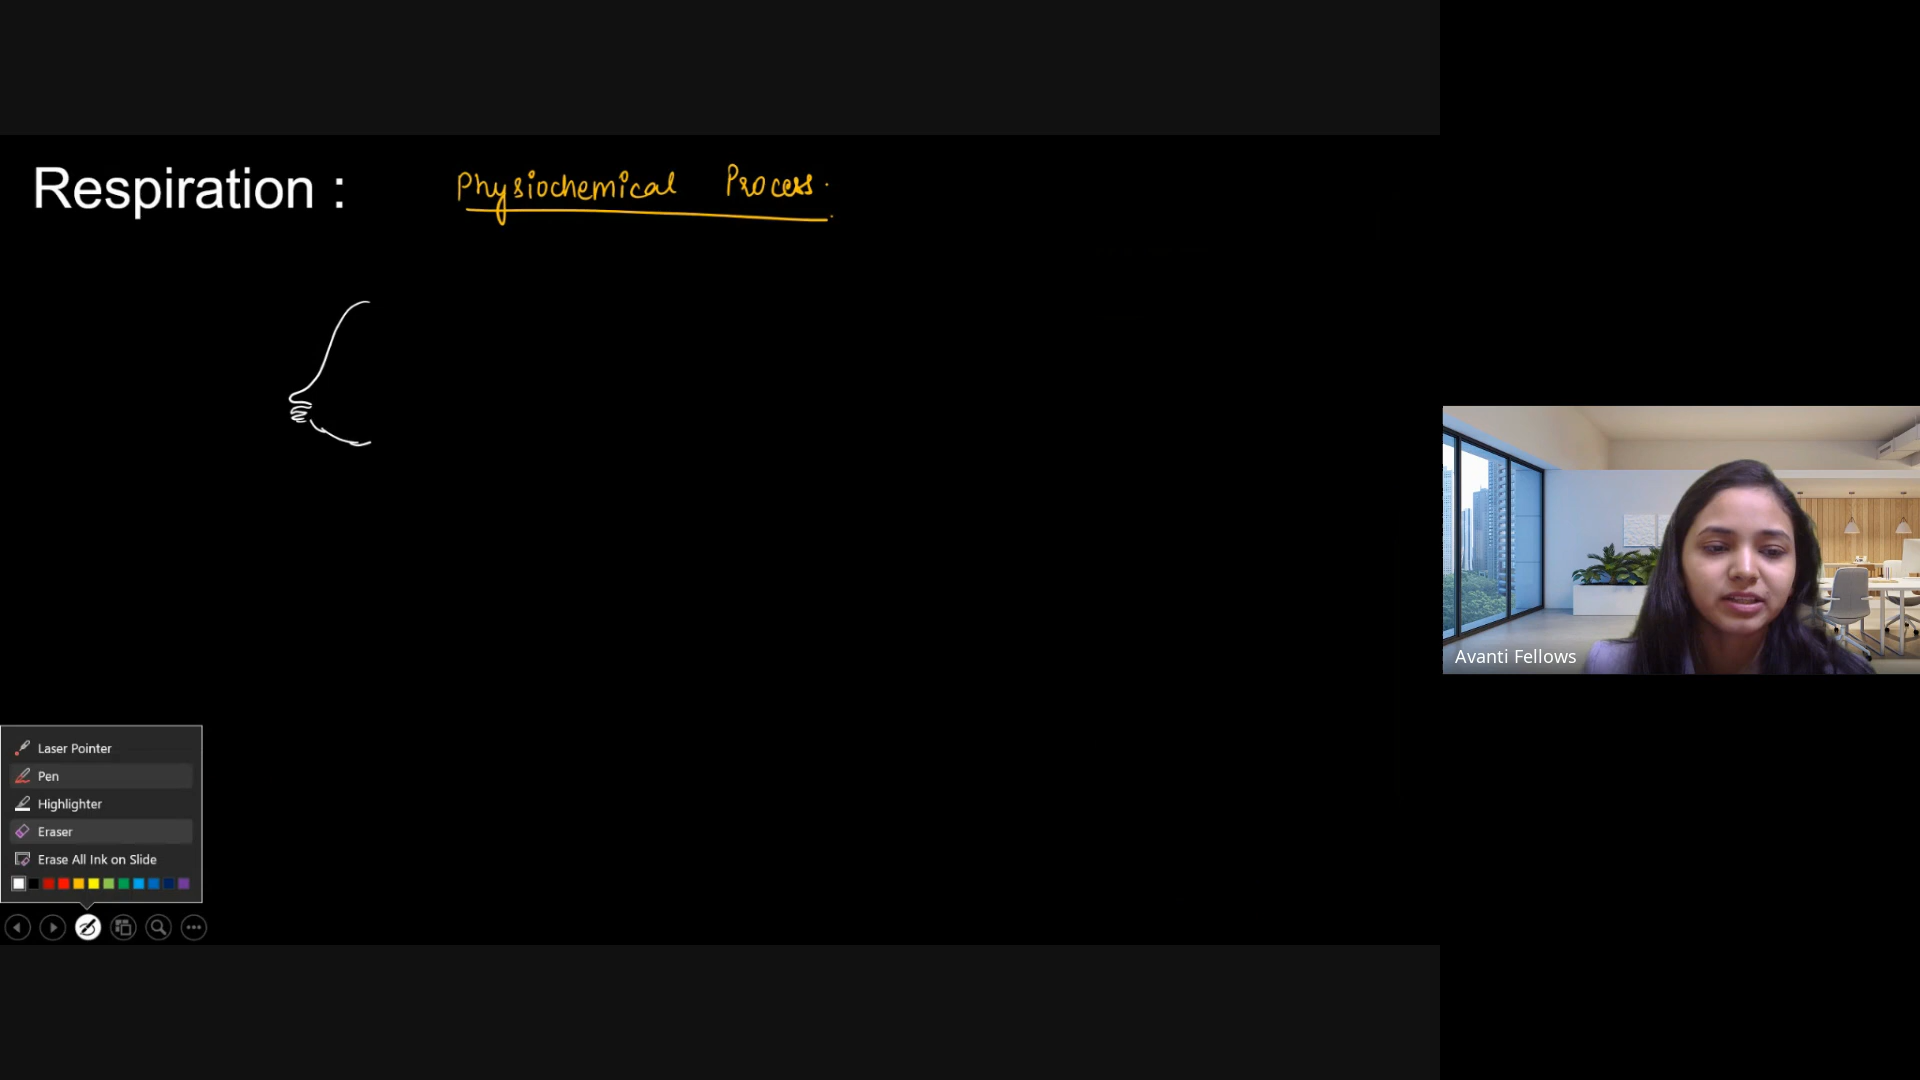 Respiration : Physiochemical Process.
Avanti Fellows
Laser Pointer
Pen
Highlighter
Eraser
Erase All Ink on Slide